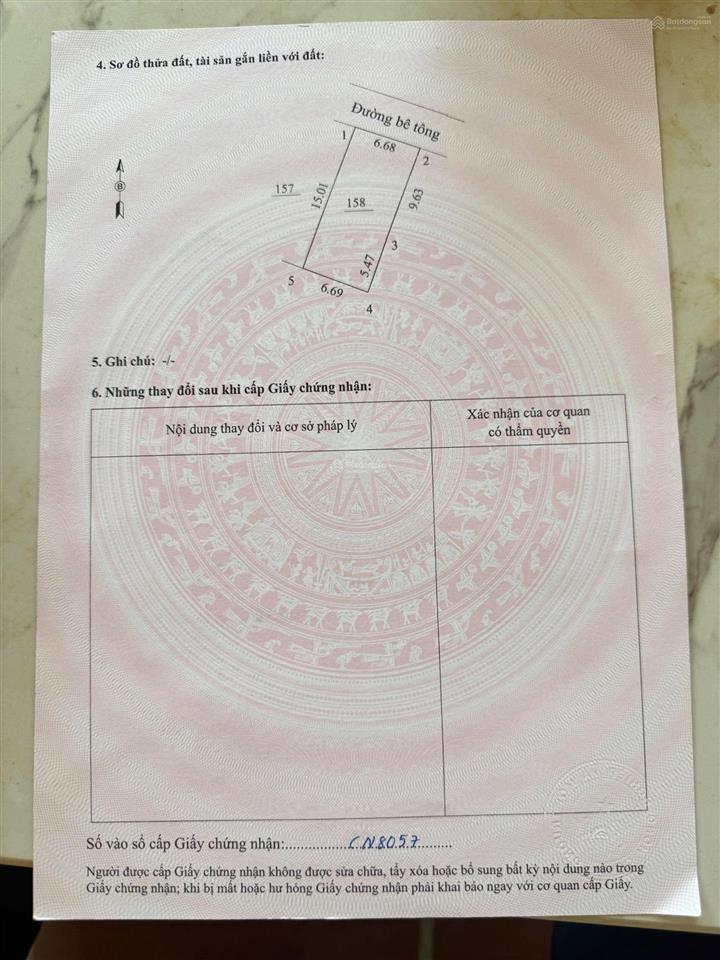 Batdongsan
4. Sơ đồ thửa đất, tài sản gắn liền với đất:
Đường bê tông
1
6.68
2
B
157
15.01
158
9.63
3
5.47
5
6.69
4
5. Ghi chú: -/-
6. Những thay đổi sau khi cấp Giấy chứng nhận:
Nội dung thay đổi và cơ sở pháp lý
Xác nhận của cơ quan
có thẩm quyền
Số vào sổ cấp Giấy chứng nhận:..................CN8057.........
Người được cấp Giấy chứng nhận không được sửa chữa, tẩy xóa hoặc bổ sung bất kỳ nội dung nào trong
Giấy chứng nhận; khi bị mất hoặc hư hỏng Giấy chứng nhận phải khai báo ngay với cơ quan cấp Giấy.